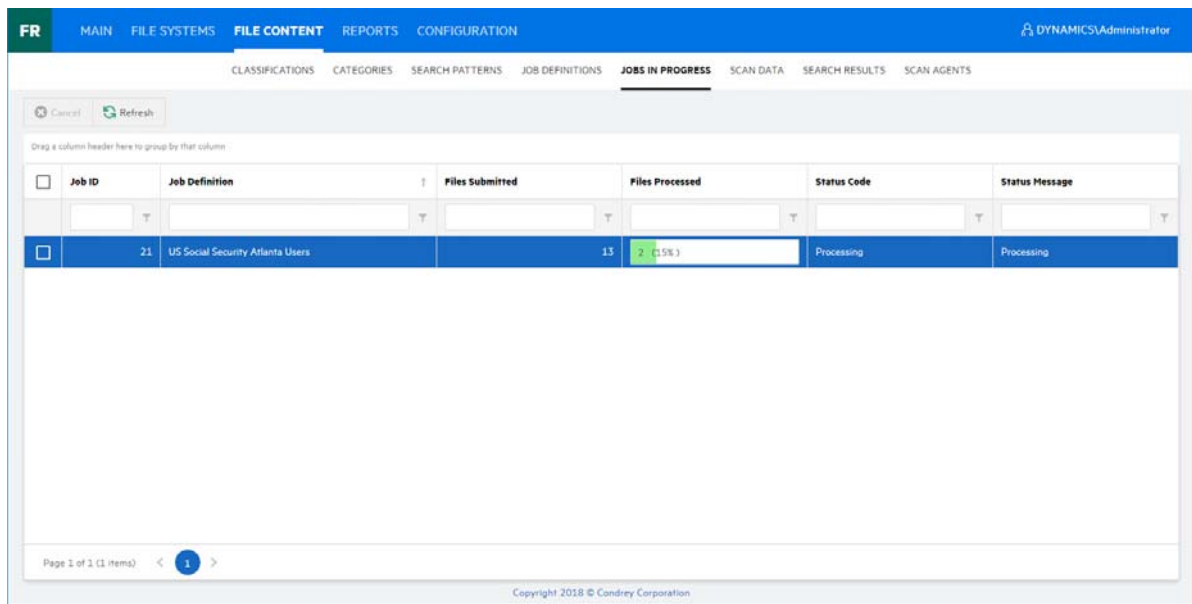 FR MAIN FILE SYSTEMS FILE CONTENT REPORTS CONFIGURATION DYNAMICS\Administrator
CLASSIFICATIONS CATEGORIES SEARCH PATTERNS JOB DEFINITIONS JOBS IN PROGRESS SCAN DATA SEARCH RESULTS SCAN AGENTS
Cancel Refresh
Drag a column header here to group by that column
Job ID Job Definition Files Submitted Files Processed Status Code Status Message
21 US Social Security Atlanta Users 13 2 (15%) Processing Processing
Page 1 of 1 (1 items) < 1 >
Copyright 2018 © Condrey Corporation